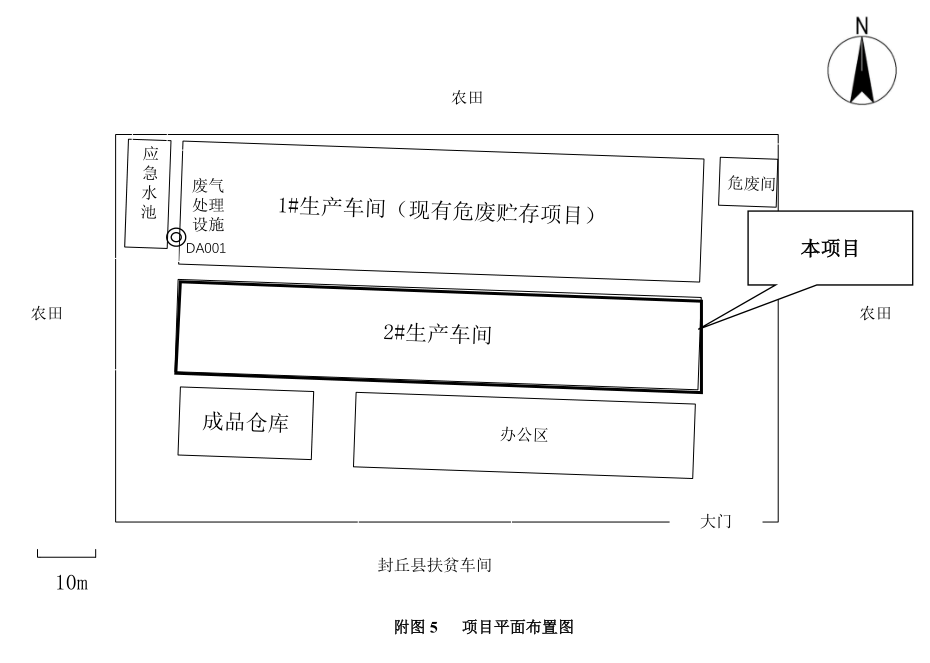 N
农田
应
急
水
池
废气
处理
设施
DA001
1#生产车间（现有危废贮存项目）
危废间
本项目
农田
农田
2#生产车间
成品仓库
办公区
大门
封丘县扶贫车间
10m
附图 5 项目平面布置图